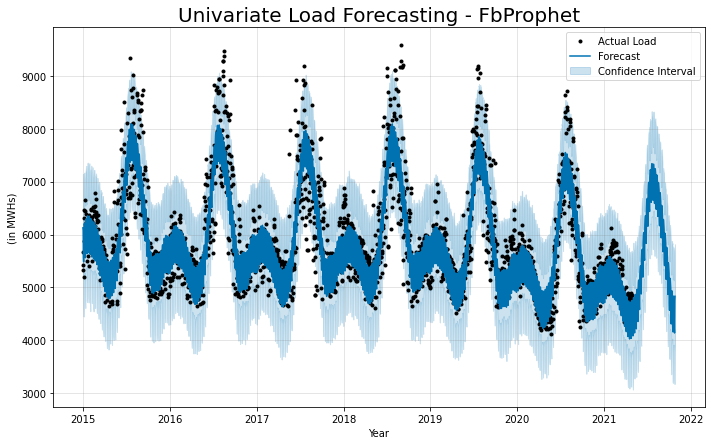 Univariate Load Forecasting - FbProphet
Actual Load
Forecast
Confidence Interval
9000
8000
7000
6000
5000
4000
3000
(in MWHs)
2015 2016 2017 2018 2019 2020 2021 2022
Year